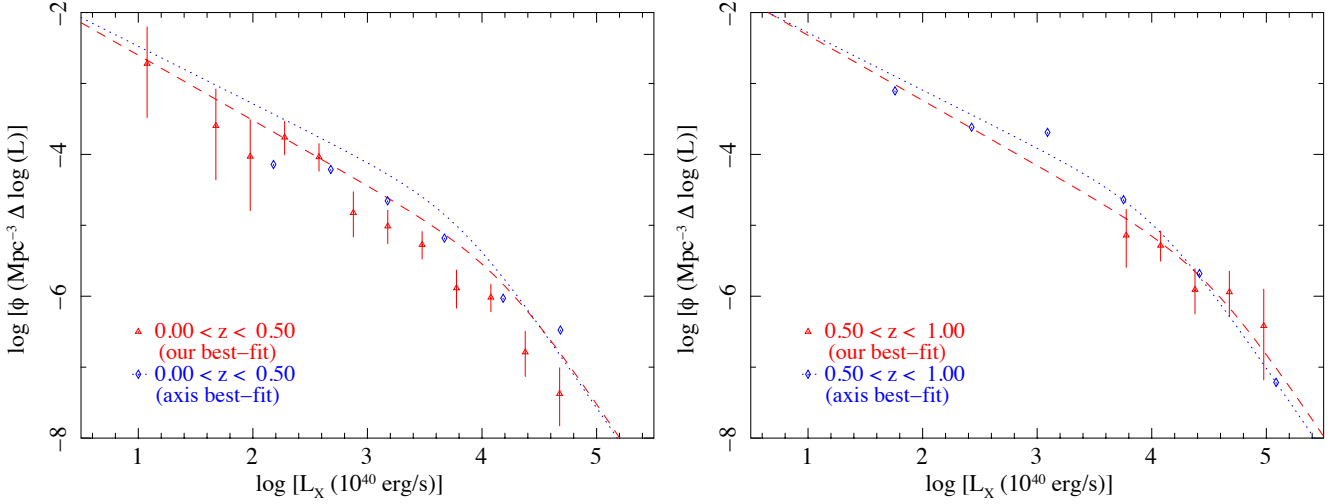 −2
−4
−6
−8
log [ϕ (Mpc⁻³ Δ log (L)]
0.00 < z < 0.50
(our best−fit)
0.00 < z < 0.50
(axis best−fit)
1 2 3 4 5
log [L_X (10⁴⁰ erg/s)]
−2
−4
−6
−8
log [ϕ (Mpc⁻³ Δ log (L)]
0.50 < z < 1.00
(our best−fit)
0.50 < z < 1.00
(axis best−fit)
1 2 3 4 5
log [L_X (10⁴⁰ erg/s)]